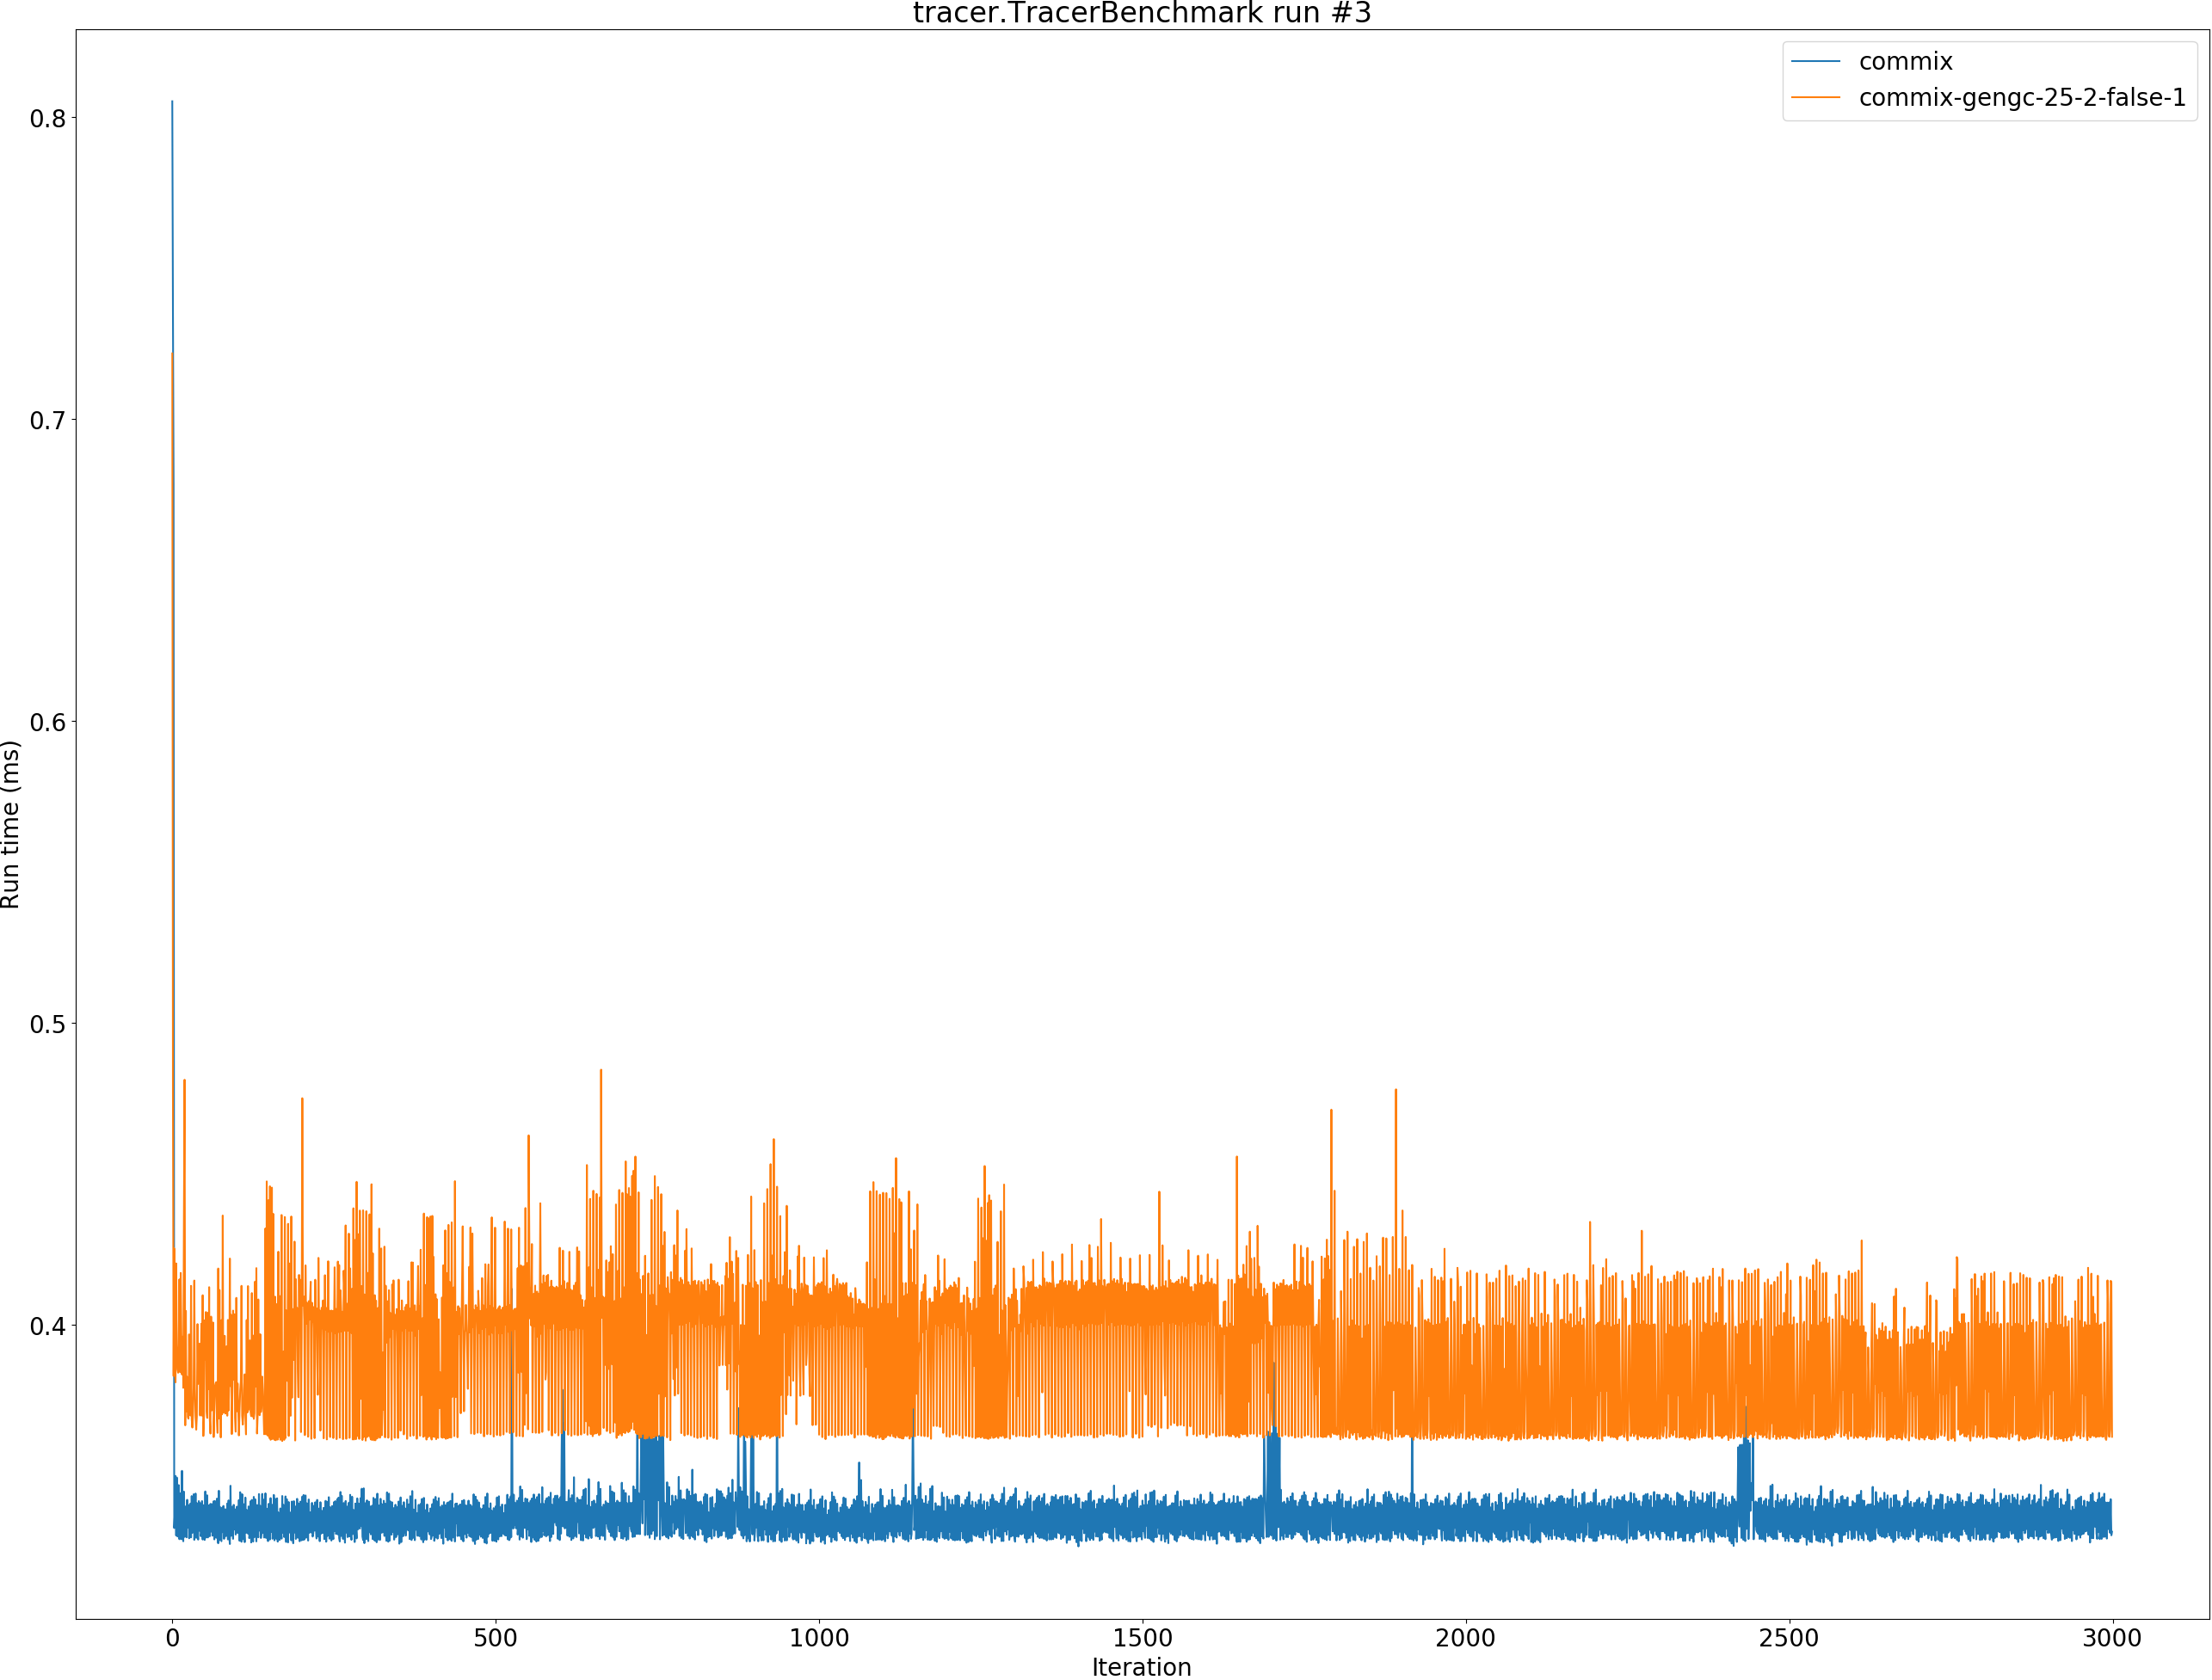 tracer.TracerBenchmark run #3
commix
commix-gengc-25-2-false-1
Run time (ms)
0.8
0.7
0.6
0.5
0.4
0
500
1000
1500
2000
2500
3000
Iteration